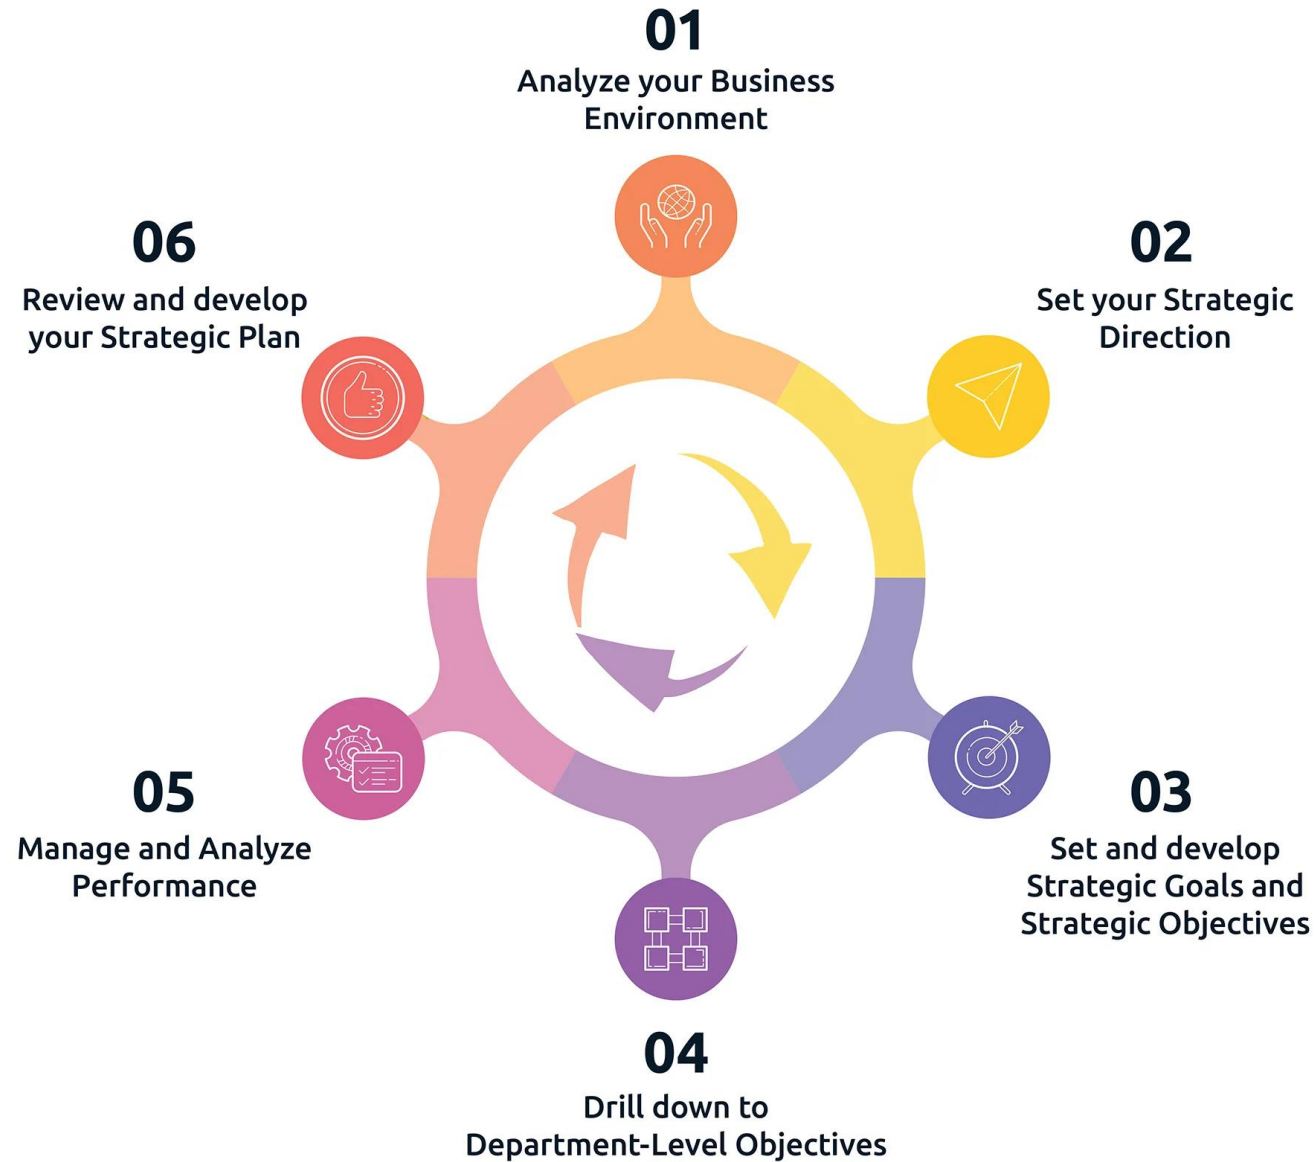 01
Analyze your Business
Environment
02
Set your Strategic
Direction
03
Set and develop
Strategic Goals and
Strategic Objectives
04
Drill down to
Department-Level Objectives
05
Manage and Analyze
Performance
06
Review and develop
your Strategic Plan